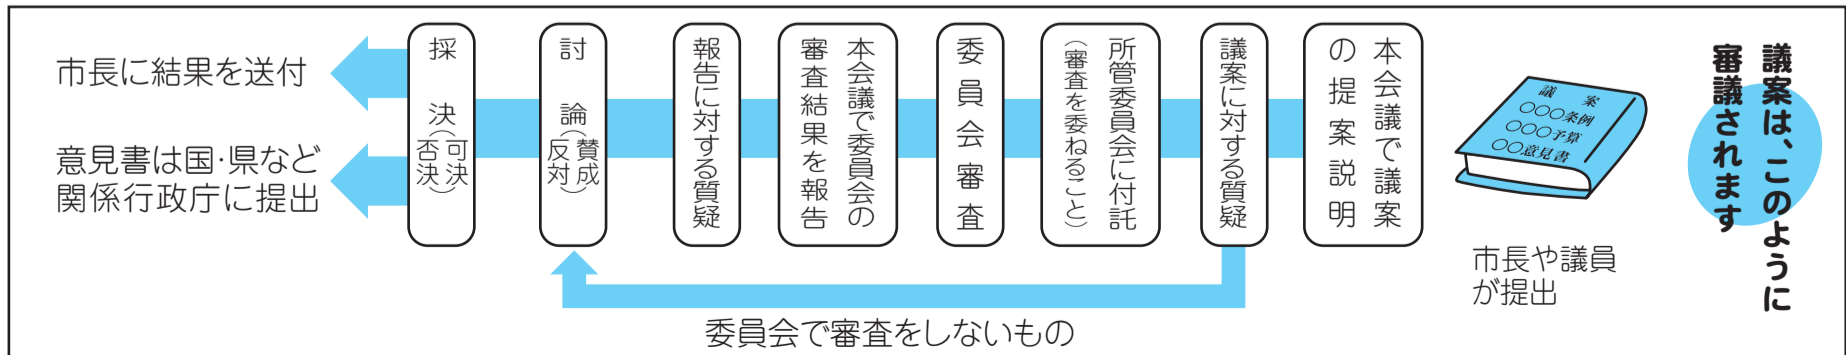 議案は、このように
審議されます
議案
○○○条例
○○○予算
○○意見書
市長や議員
が提出
本会議で議案
の提案説明
議案に対する質疑
所管委員会に付託
（審査を委ねること）
委員会審査
本会議で委員会の
審査結果を報告
報告に対する質疑
討論（賛成
反対）
採決（可決
否決）
市長に結果を送付
意見書は国・県など
関係行政庁に提出
委員会で審査をしないもの